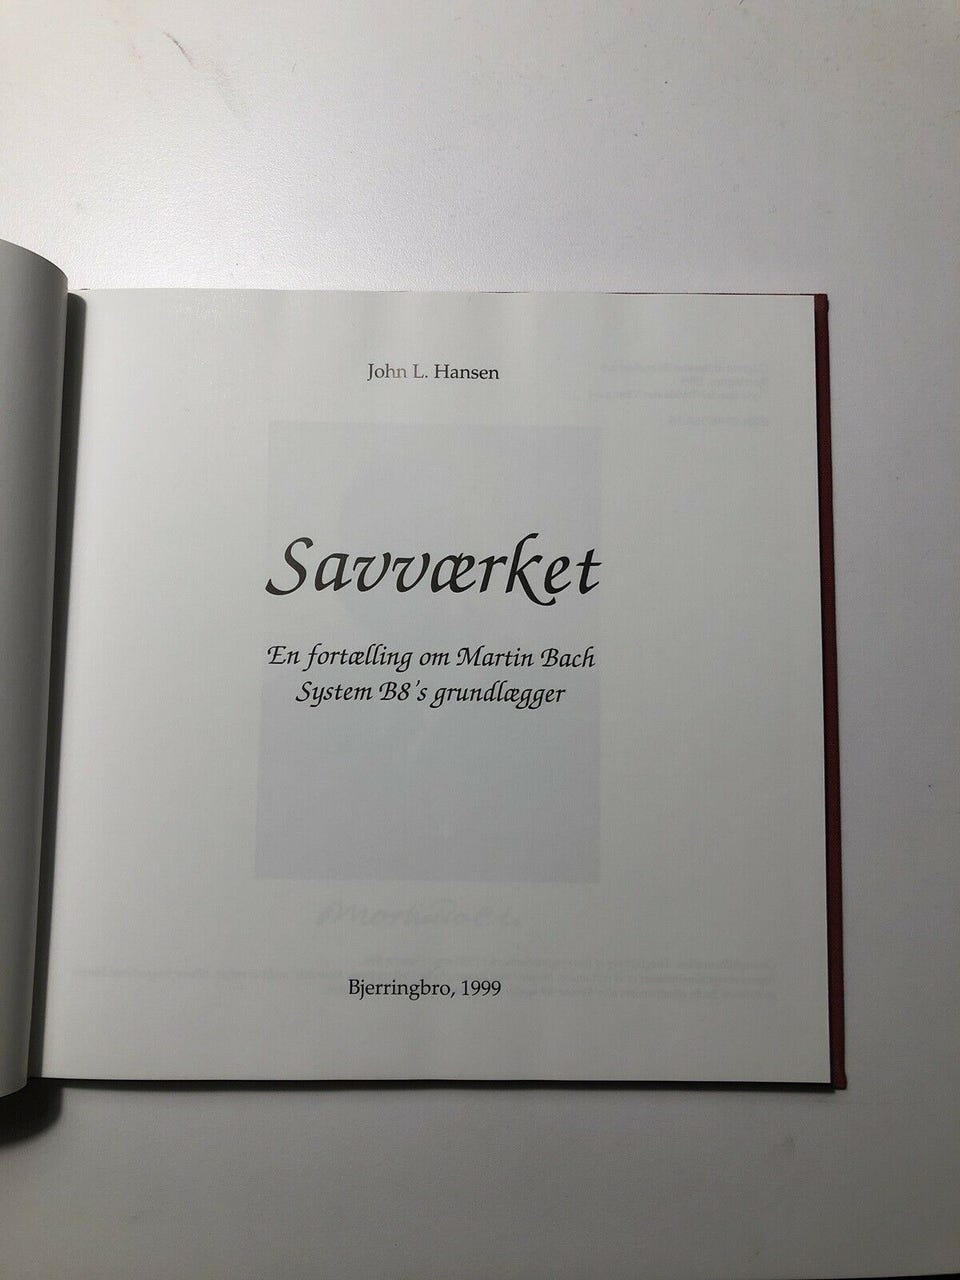 John L. Hansen
Savværket
En fortælling om Martin Bach
System B8's grundlægger
Bjerringbro, 1999